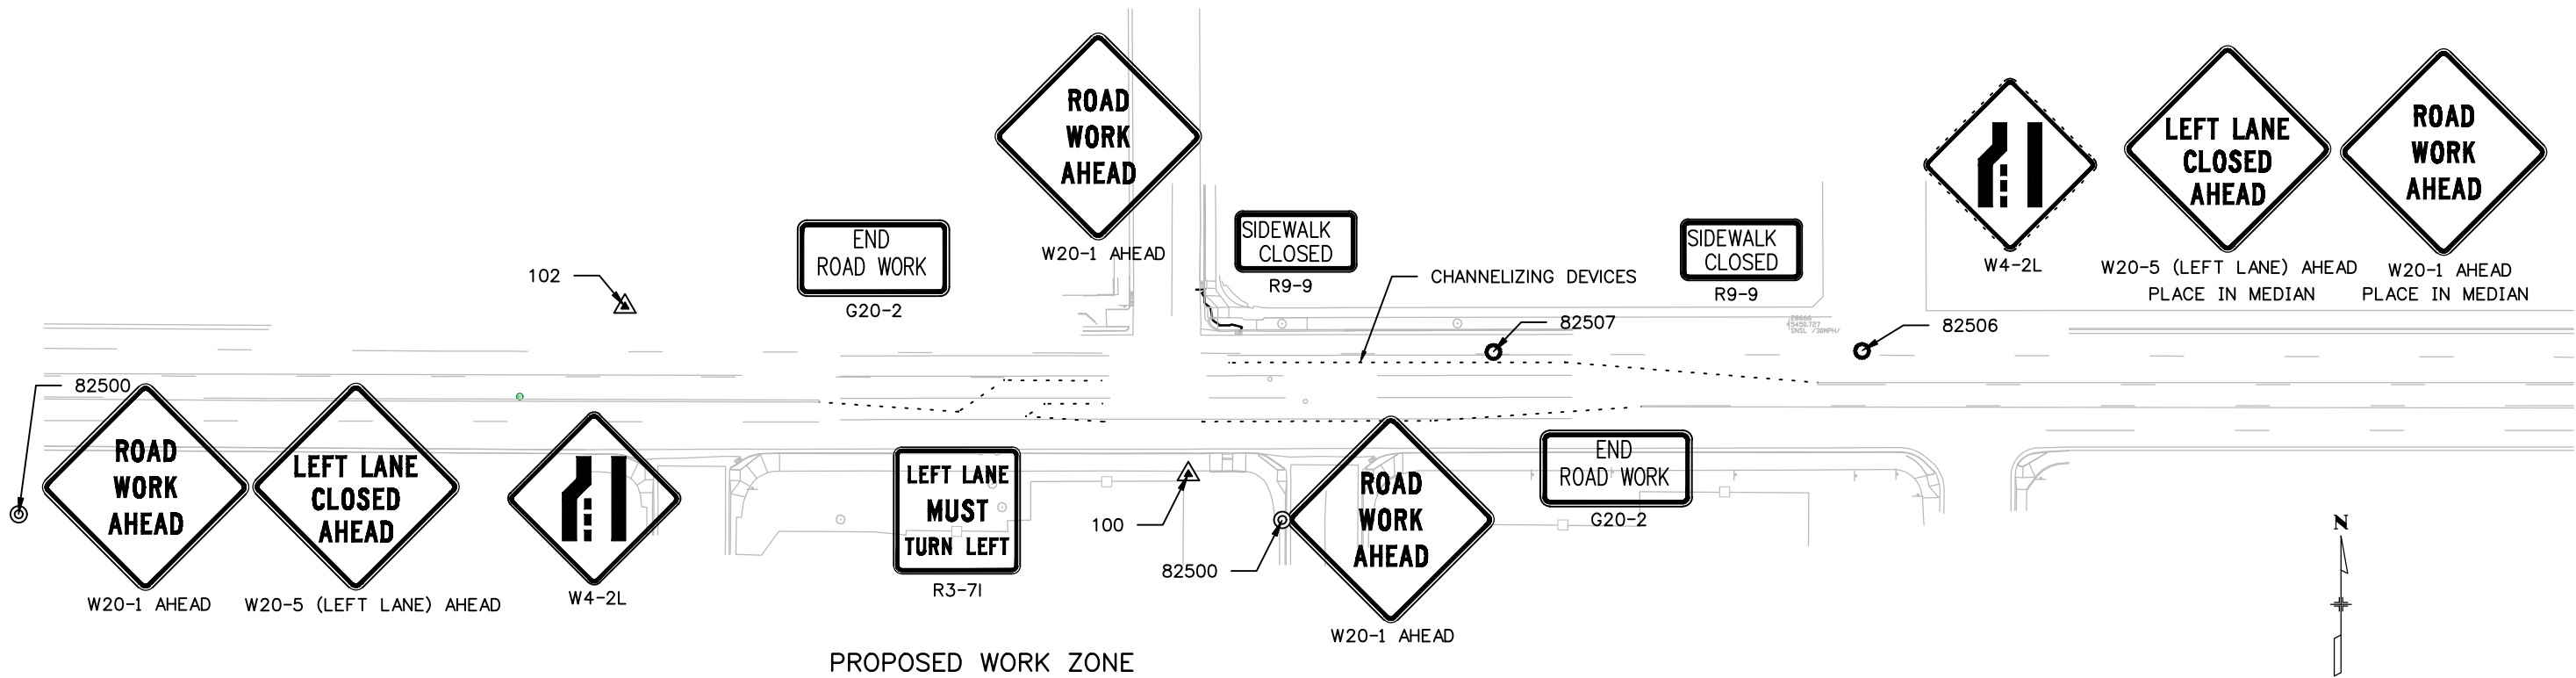 ROAD
WORK
AHEAD
W20-1 AHEAD
END
ROAD WORK
G20-2
102
SIDEWALK
CLOSED
R9-9
CHANNELIZING DEVICES
SIDEWALK
CLOSED
R9-9
82507
82506
W4-2L
LEFT LANE
CLOSED
AHEAD
W20-5 (LEFT LANE) AHEAD
PLACE IN MEDIAN
ROAD
WORK
AHEAD
W20-1 AHEAD
PLACE IN MEDIAN
82500
ROAD
WORK
AHEAD
W20-1 AHEAD
LEFT LANE
CLOSED
AHEAD
W20-5 (LEFT LANE) AHEAD
W4-2L
LEFT LANE
MUST
TURN LEFT
R3-7l
100
82500
ROAD
WORK
AHEAD
W20-1 AHEAD
END
ROAD WORK
G20-2
N
PROPOSED WORK ZONE